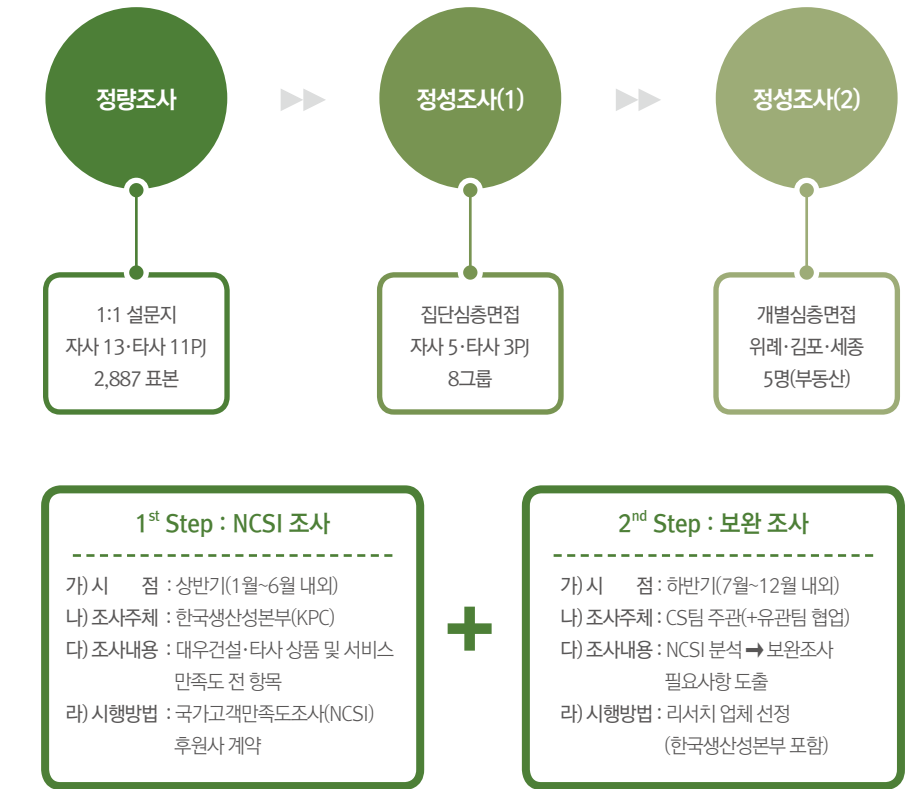 정량조사
정성조사(1)
정성조사(2)
1:1 설문지
자사 13·타사 11PJ
2,887 표본
집단심층면접
자사 5·타사 3PJ
8그룹
개별심층면접
위례·김포·세종
5명(부동산)
1st Step : NCSI 조사
가) 시 점 : 상반기(1월~6월 내외)
나) 조사주체 : 한국생산성본부(KPC)
다) 조사내용 : 대우건설·타사 상품 및 서비스
만족도 전 항목
라) 시행방법 : 국가고객만족도조사(NCSI)
후원사 계약
2nd Step : 보완 조사
가) 시 점 : 하반기(7월~12월 내외)
나) 조사주체 : CS팀 주관(+유관팀 협업)
다) 조사내용 : NCSI 분석 ➡ 보완조사
필요사항 도출
라) 시행방법 : 리서치 업체 선정
(한국생산성본부 포함)